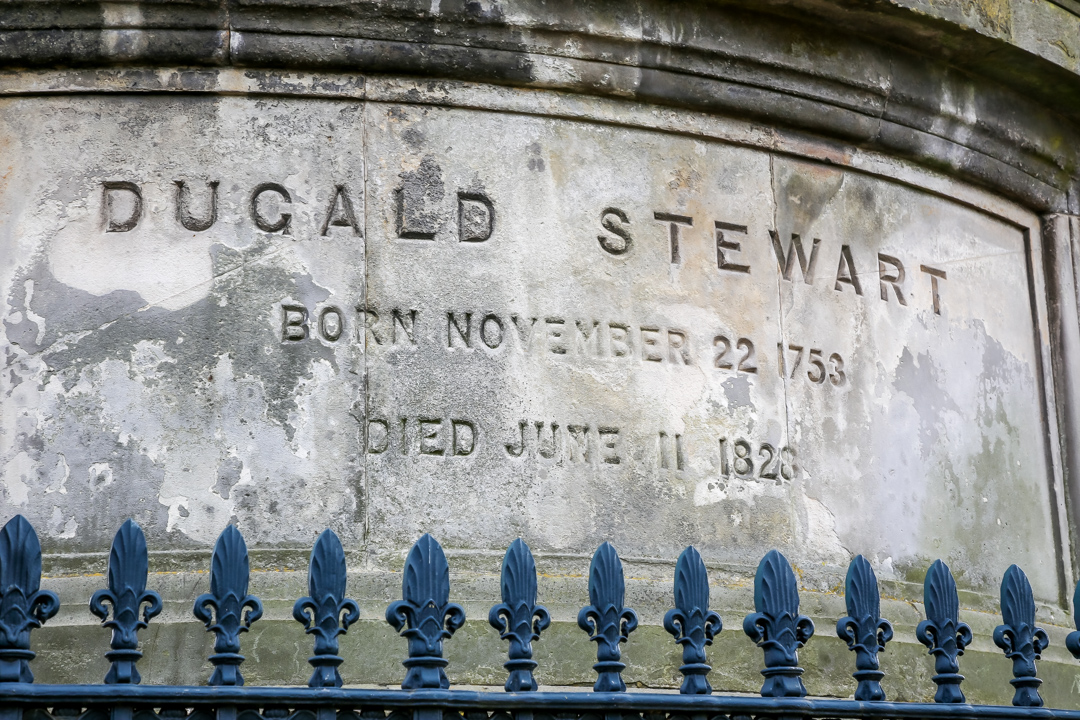 DUGALD STEWART
BORN NOVEMBER 22 1753
DIED JUNE 11 1828